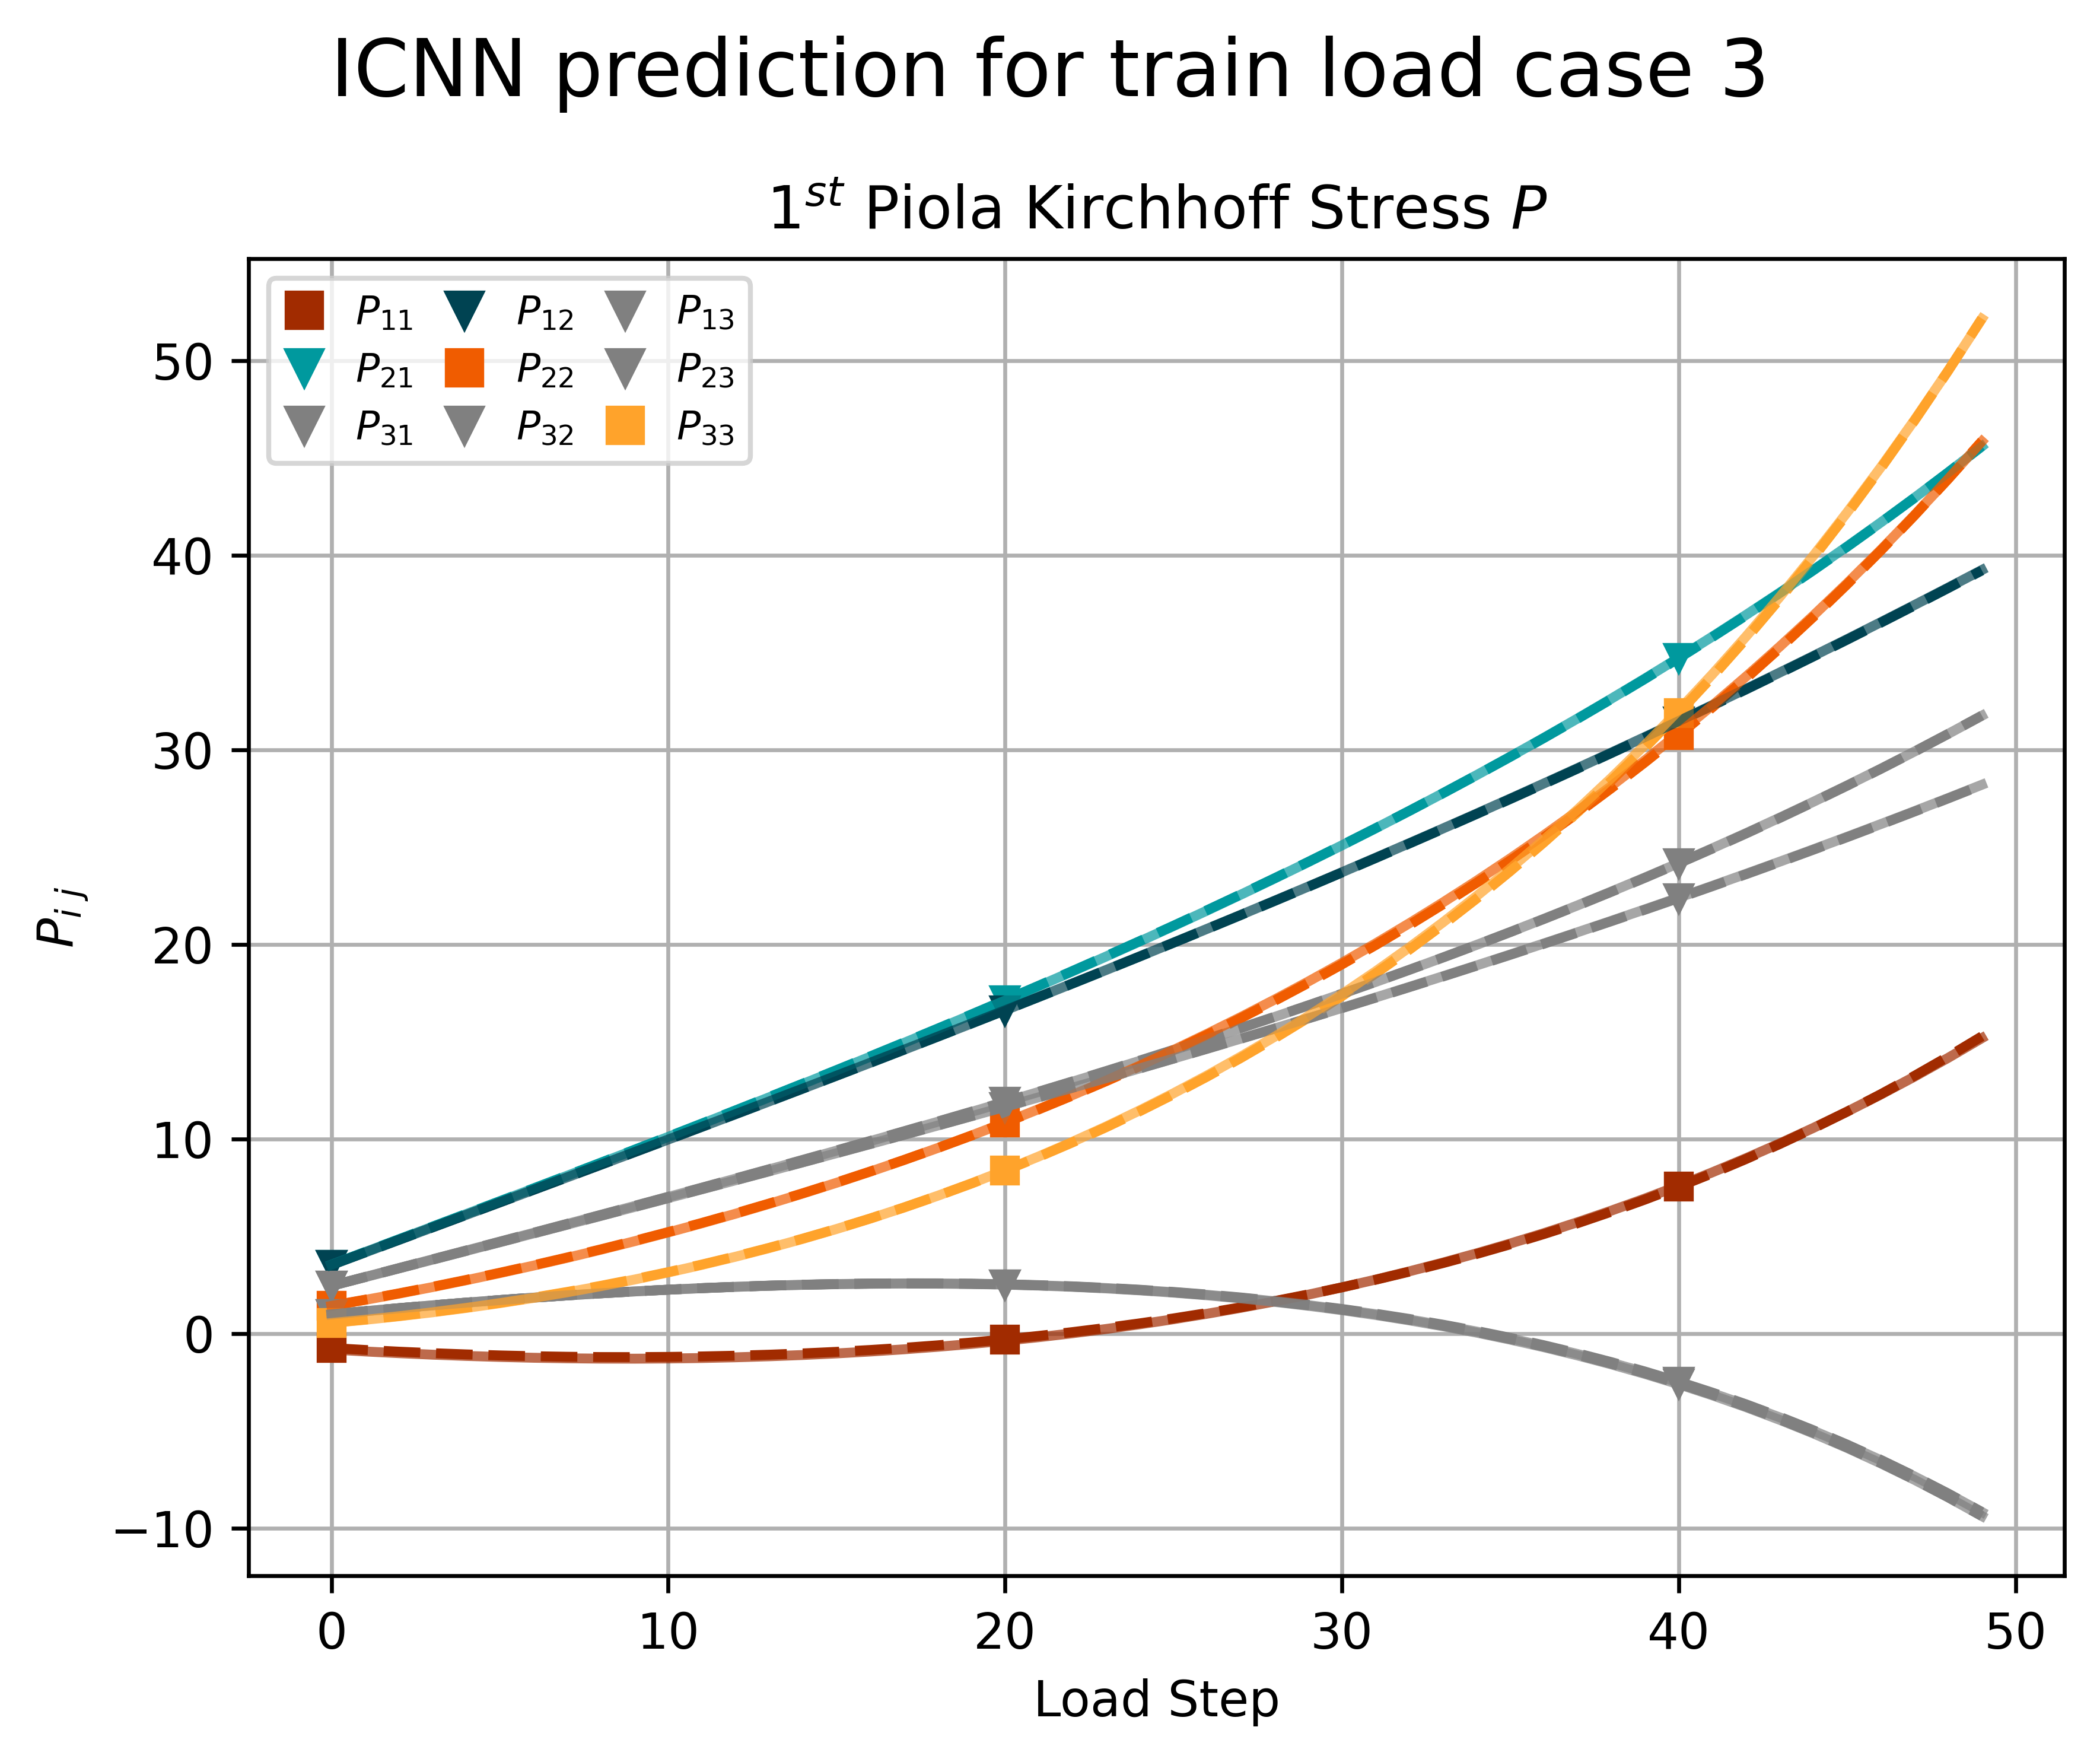 ICNN prediction for train load case 3
1st Piola Kirchhoff Stress P
P11 P12 P13
P21 P22 P23
P31 P32 P33
50
40
30
20
10
0
−10
Pi j
0 10 20 30 40 50
Load Step